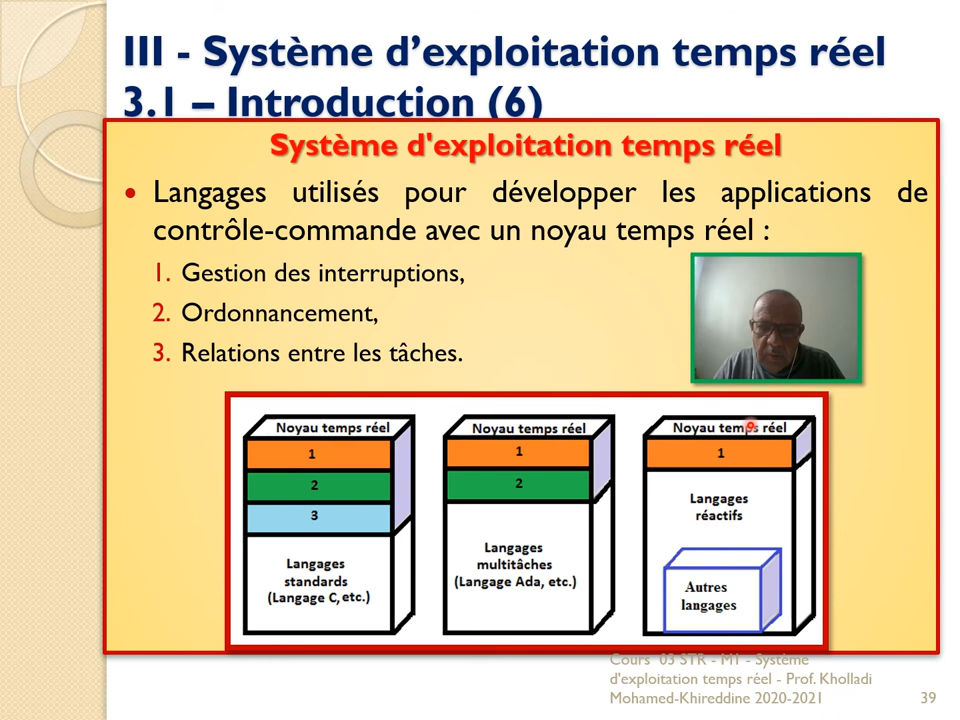 III - Système d’exploitation temps réel
3.1 – Introduction (6)
Système d'exploitation temps réel
• Langages utilisés pour développer les applications de
contrôle-commande avec un noyau temps réel :
1. Gestion des interruptions,
2. Ordonnancement,
3. Relations entre les tâches.
Noyau temps réel
1
2
3
Langages
standards
(Langage C, etc.)
Noyau temps réel
1
2
Langages
multitâches
(Langage Ada, etc.)
Noyau temps réel
1
Langages
réactifs
Autres
langages
Cours 03 STR - M1 - Système
d'exploitation temps réel - Prof. Kholladi
Mohamed-Khireddine 2020-2021
39